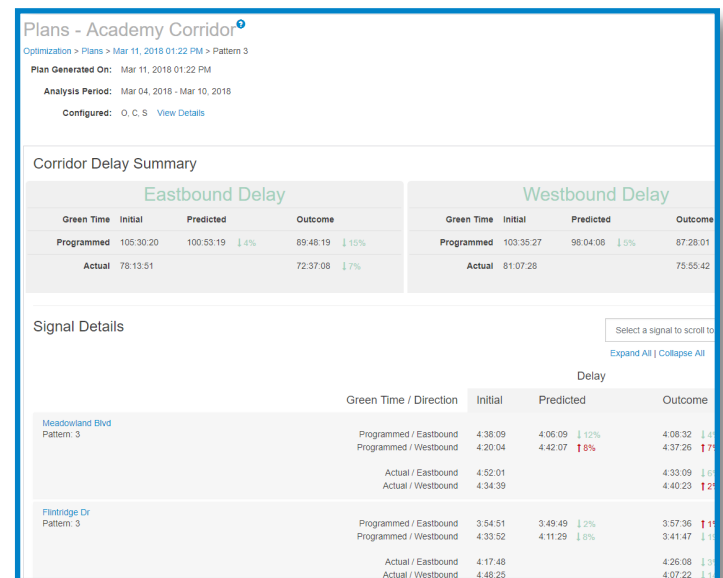 Plans - Academy Corridor
Optimization > Plans > Mar 11, 2018 01:22 PM > Pattern 3
Plan Generated On: Mar 11, 2018 01:22 PM
Analysis Period: Mar 04, 2018 - Mar 10, 2018
Configured: O, C, S View Details
Corridor Delay Summary
Eastbound Delay Westbound Delay
Green Time Initial Predicted Outcome Green Time Initial Predicted Outcome
Programmed 105:30:20 100:53:19 ↓4% 89:48:19 ↓15% Programmed 103:35:27 98:04:08 ↓5% 87:28:01
Actual 78:13:51 72:37:08 ↓7% Actual 81:07:28 75:55:42
Signal Details
Select a signal to scroll to
Expand All | Collapse All
Delay
Green Time / Direction Initial Predicted Outcome
Meadowland Blvd
Pattern: 3 Programmed / Eastbound 4:38:09 4:06:09 ↓12% 4:08:32
Programmed / Westbound 4:20:04 4:42:07 ↑8% 4:37:26 ↑7%
Actual / Eastbound 4:52:01 4:33:09
Actual / Westbound 4:34:39 4:40:23 ↑2%
Flintridge Dr
Pattern: 3 Programmed / Eastbound 3:54:51 3:49:49 ↓2% 3:57:36 ↑1%
Programmed / Westbound 4:33:52 4:11:29 ↓8% 3:41:47
Actual / Eastbound 4:17:48 4:26:08
Actual / Westbound 4:48:25 4:07:22